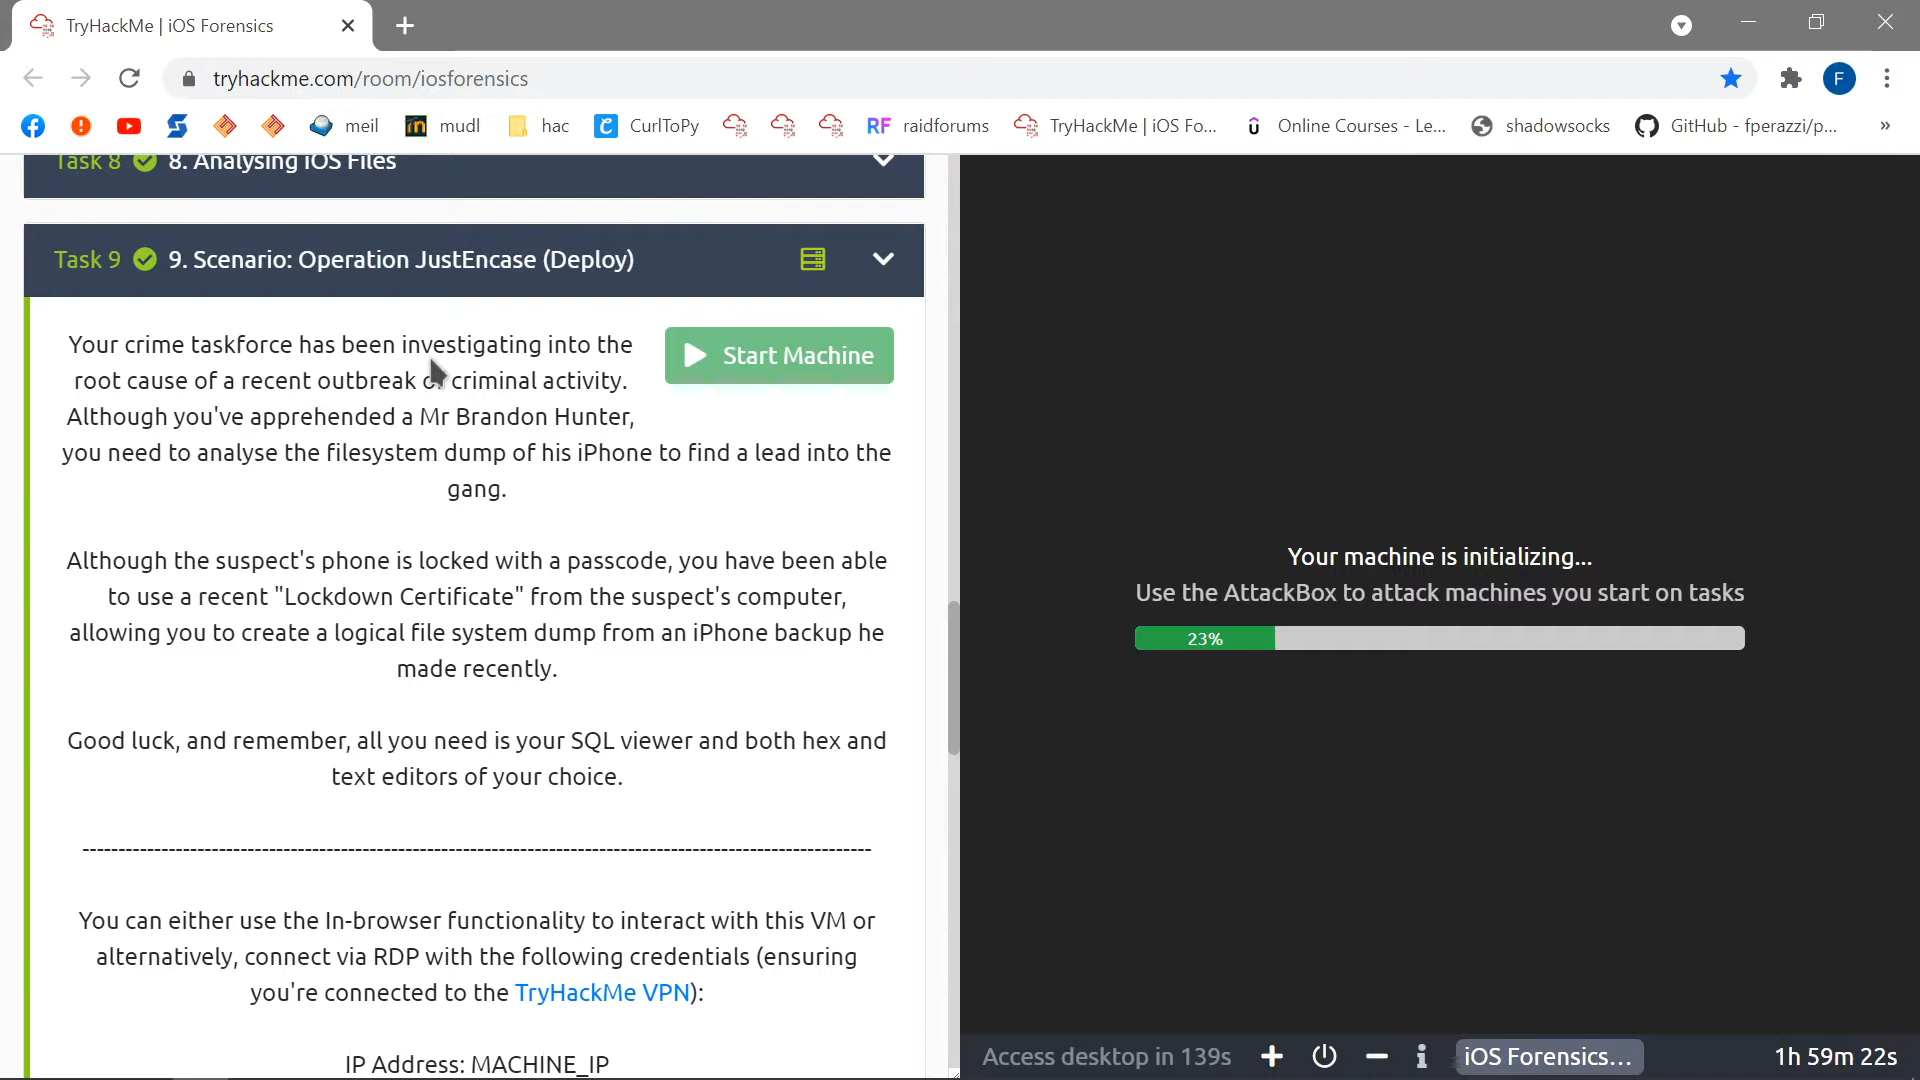 TryHackMe | iOS Forensics
tryhackme.com/room/iosforensics
F
meil
mudl
hac
CurlToPy
RF raidforums
TryHackMe | iOS Fo...
Online Courses - Le...
shadowsocks
GitHub - fperazzi/p...
»
Task 8 8. Analysing iOS Files
Task 9 9. Scenario: Operation JustEncase (Deploy)
Start Machine
Your crime taskforce has been investigating into the
root cause of a recent outbreak of criminal activity.
Although you've apprehended a Mr Brandon Hunter,
you need to analyse the filesystem dump of his iPhone to find a lead into the
gang.
Although the suspect's phone is locked with a passcode, you have been able
to use a recent "Lockdown Certificate" from the suspect's computer,
allowing you to create a logical file system dump from an iPhone backup he
made recently.
Good luck, and remember, all you need is your SQL viewer and both hex and
text editors of your choice.
--------------------------------------------------------------------------------------------------------------
You can either use the In-browser functionality to interact with this VM or
alternatively, connect via RDP with the following credentials (ensuring
you're connected to the TryHackMe VPN):
IP Address: MACHINE_IP
Your machine is initializing...
Use the AttackBox to attack machines you start on tasks
23%
Access desktop in 139s
iOS Forensics...
1h 59m 22s